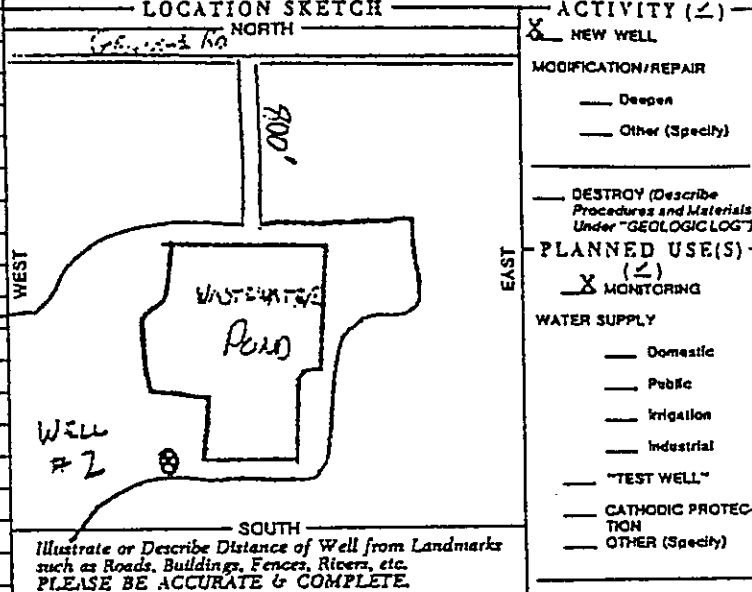 LOCATION SKETCH
NORTH
Rd
900'
WEST
EAST
WASTEWATER
POND
WELL
#2
SOUTH
Illustrate or Describe Distance of Well from Landmarks
such as Roads, Buildings, Fences, Rivers, etc.
PLEASE BE ACCURATE & COMPLETE.
ACTIVITY (✓)
X NEW WELL
MODIFICATION/REPAIR
Deepen
Other (Specify)
DESTROY (Describe
Procedures and Materials
Under "GEOLOGIC LOG")
PLANNED USE(S)
(✓)
X MONITORING
WATER SUPPLY
Domestic
Public
Irrigation
Industrial
"TEST WELL"
CATHODIC PROTEC-
TION
OTHER (Specify)